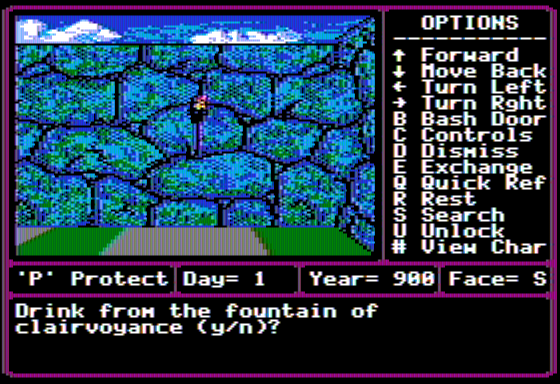 OPTIONS
------------
↑ Forward
↓ Move Back
← Turn Left
→ Turn Rght
B Bash Door
C Controls
D Dismiss
E Exchange
Q Quick Ref
R Rest
S Search
U Unlock
# View Char
'P' Protect Day= 1 Year= 900 Face= S
Drink from the fountain of
clairvoyance (y/n)?